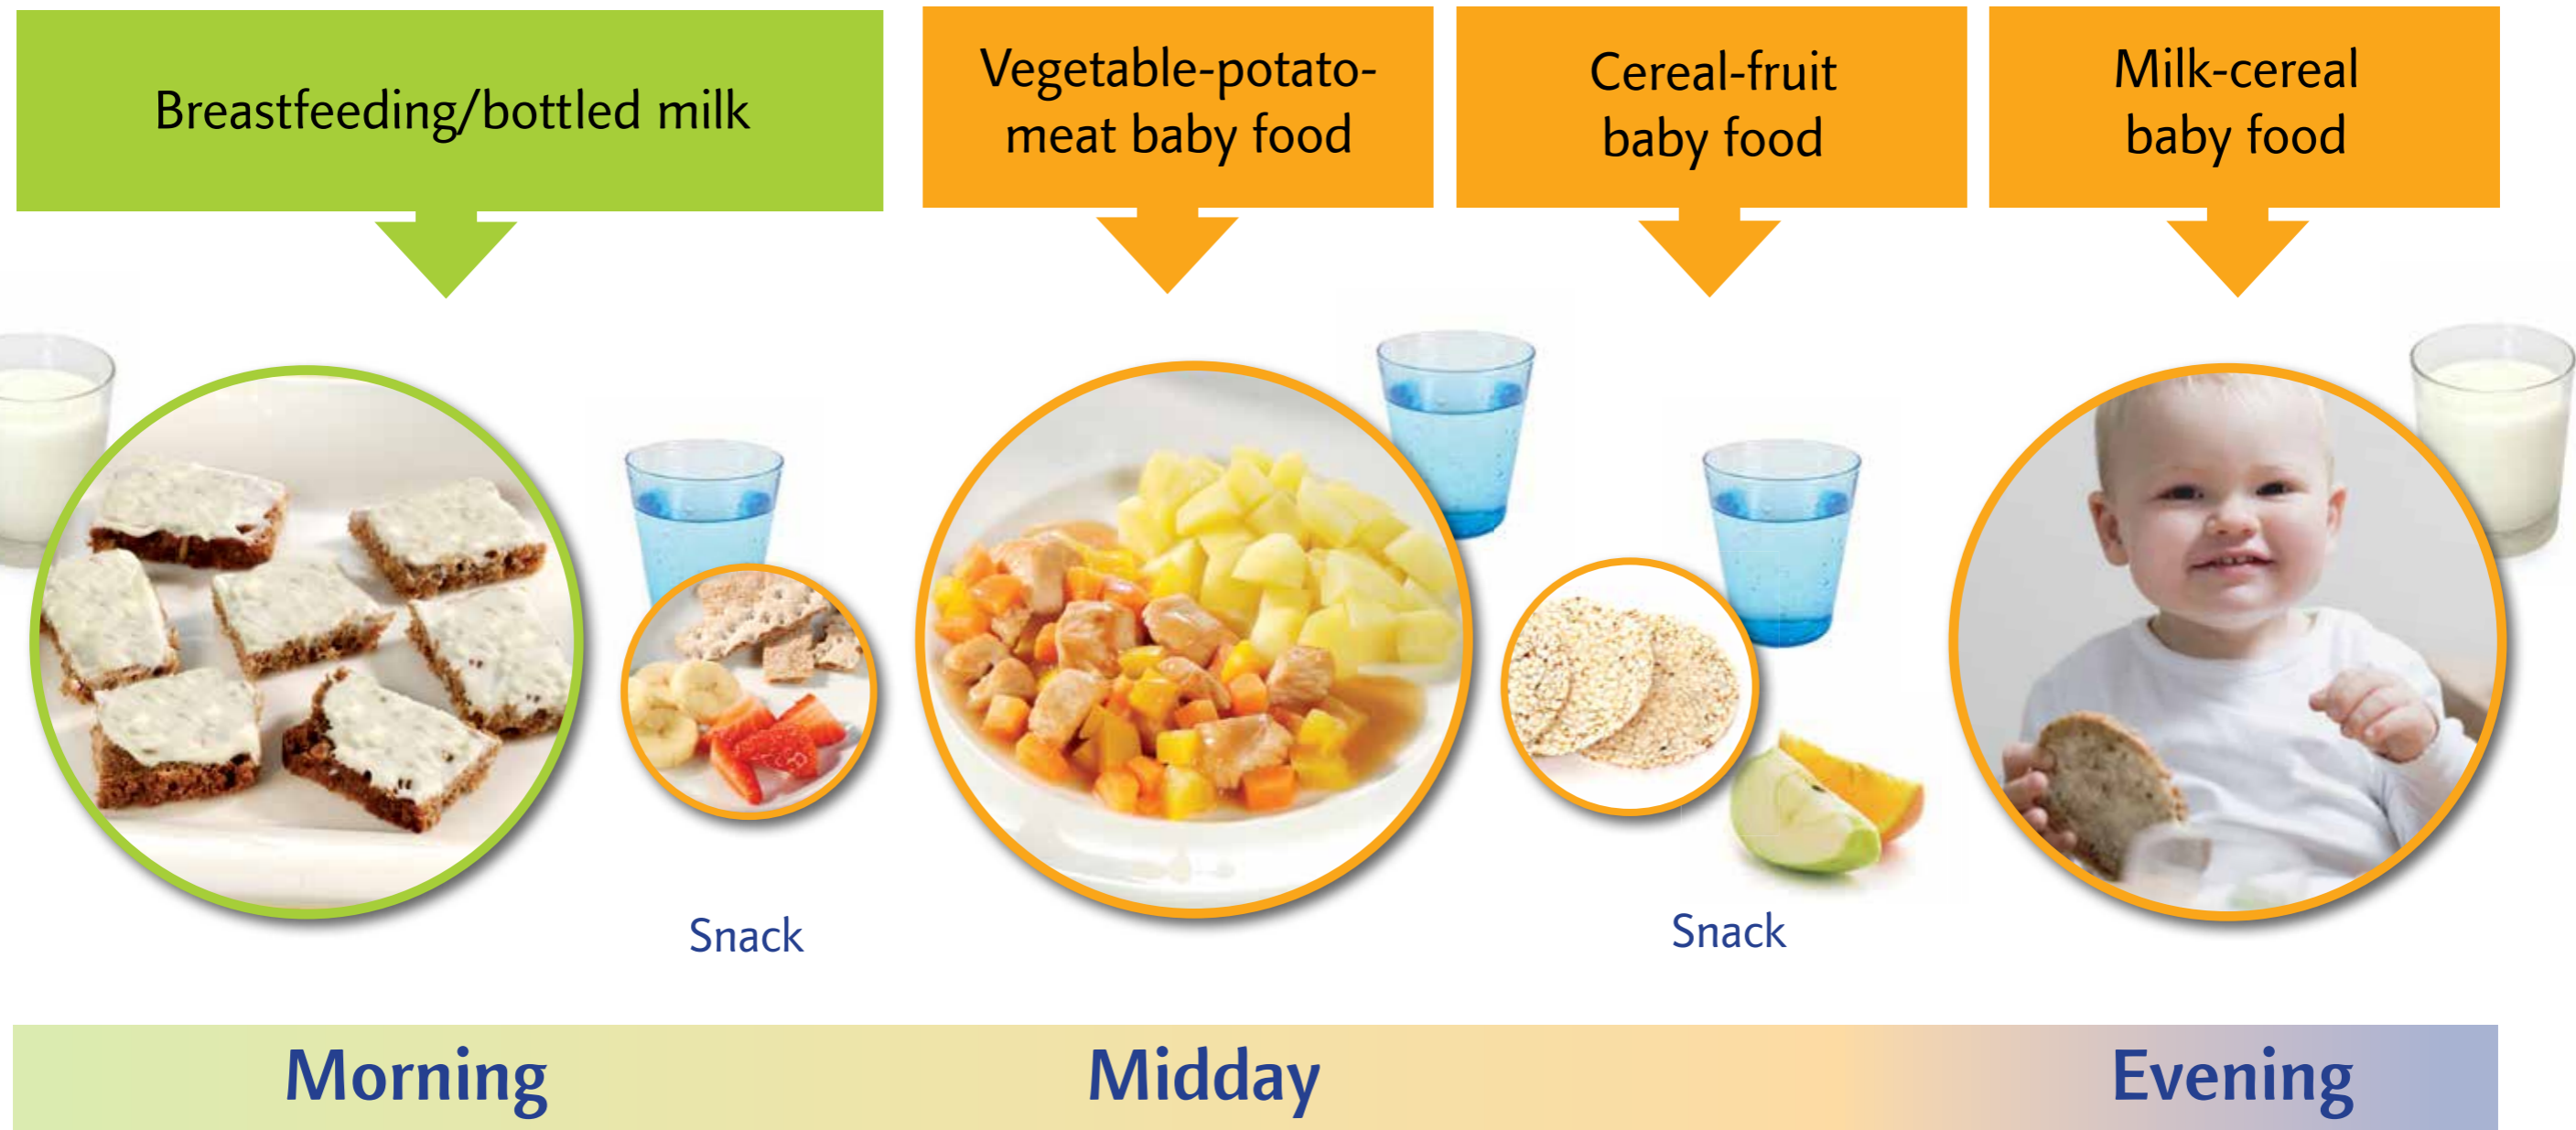 Breastfeeding/bottled milk
Vegetable-potato-
meat baby food
Cereal-fruit
baby food
Milk-cereal
baby food
Snack
Snack
Morning
Midday
Evening